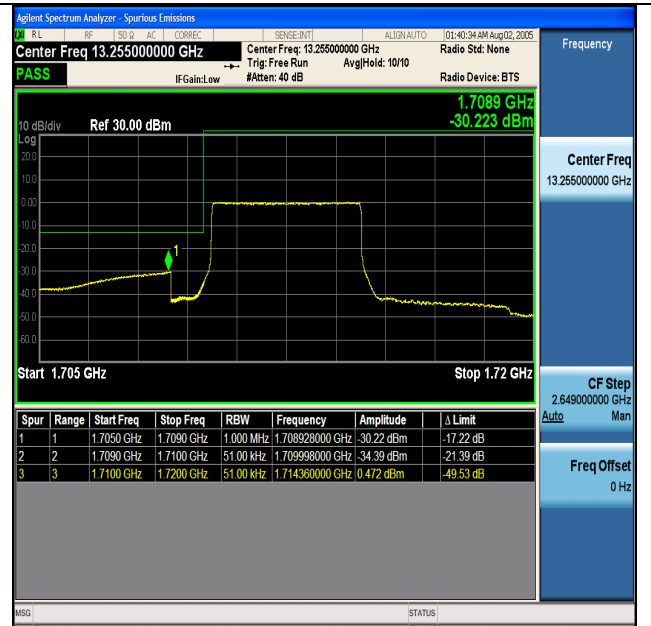 Agilent Spectrum Analyzer - Spurious Emissions
LXI RL RF 50 Ω AC CORREC SENSE:INT ALIGN AUTO 01:40:34 AM Aug 02, 2005
Center Freq 13.255000000 GHz Center Freq: 13.255000000 GHz Radio Std: None
Trig: Free Run Avg|Hold: 10/10
PASS IFGain:Low #Atten: 40 dB Radio Device: BTS
Frequency
1.7089 GHz
10 dB/div Ref 30.00 dBm -30.223 dBm
Log
20.0
10.0
0.00
-10.0
-20.0
-30.0
-40.0
-50.0
-60.0
1
Start 1.705 GHz Stop 1.72 GHz
Center Freq
13.255000000 GHz
CF Step
2.649000000 GHz
Auto Man
Freq Offset
0 Hz
Spur Range Start Freq Stop Freq RBW Frequency Amplitude Δ Limit
1 1 1.7050 GHz 1.7090 GHz 1.000 MHz 1.708928000 GHz -30.22 dBm -17.22 dB
2 2 1.7090 GHz 1.7100 GHz 51.00 kHz 1.709998000 GHz -34.39 dBm -21.39 dB
3 3 1.7100 GHz 1.7200 GHz 51.00 kHz 1.714360000 GHz 0.472 dBm -49.53 dB
MSG STATUS